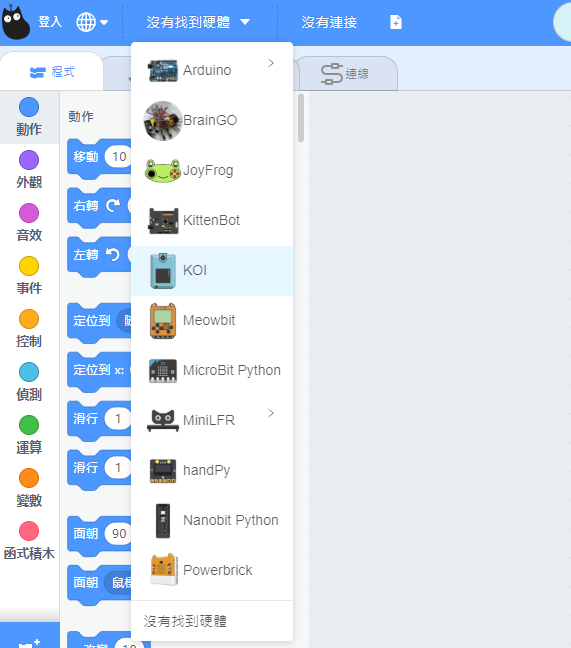 登入
沒有找到硬體
沒有連接
程式
連線
動作
外觀
音效
事件
控制
偵測
運算
變數
函式積木
動作
移動 10
右轉
左轉
定位到
定位到 x:
滑行 1
滑行 1
面朝 90
面朝
Arduino
BrainGO
JoyFrog
KittenBot
KOI
Meowbit
MicroBit Python
MiniLFR
handPy
Nanobit Python
Powerbrick
沒有找到硬體